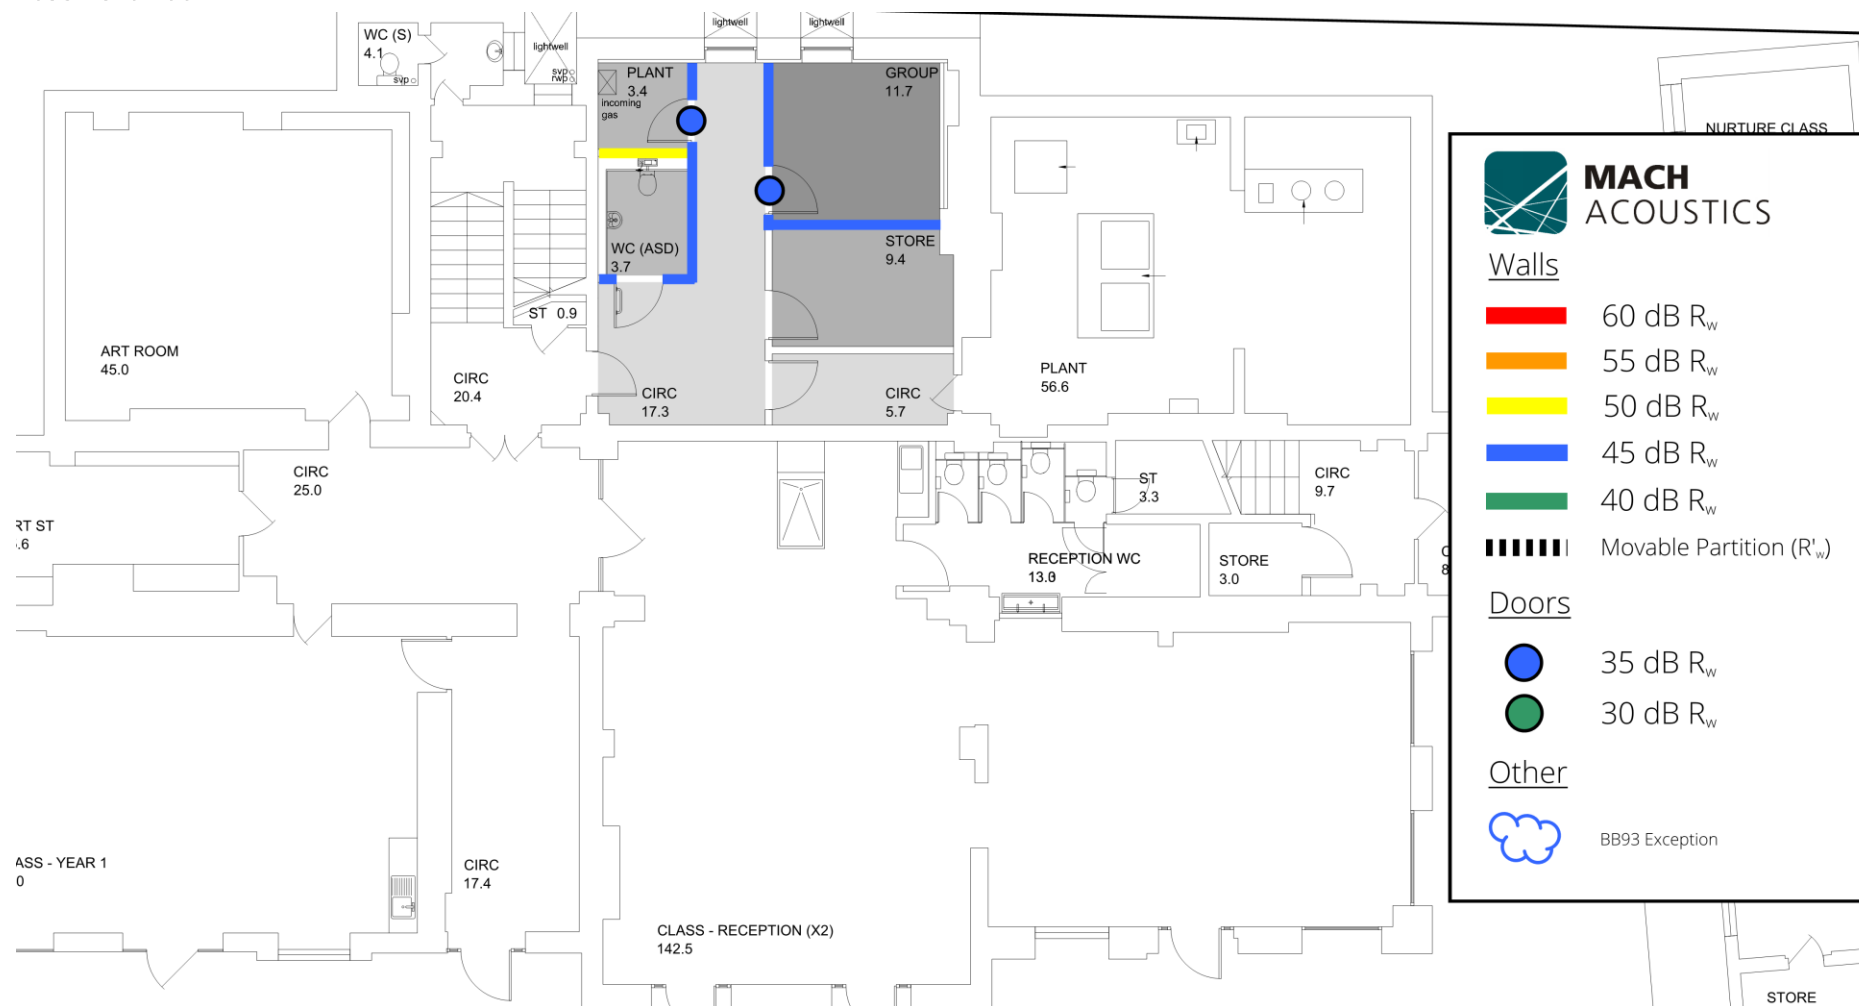 WC (S)
4.1
svp
lightwell
svp
rwp
lightwell
lightwell
PLANT
3.4
incoming
gas
GROUP
11.7
WC (ASD)
3.7
STORE
9.4
ST 0.9
CIRC
20.4
CIRC
17.3
CIRC
5.7
ART ROOM
45.0
PLANT
56.6
NURTURE CLASS
CIRC
25.0
RT ST
.6
ST
3.3
CIRC
9.7
RECEPTION WC
STORE
3.0
ASS - YEAR 1
0
CIRC
17.4
CLASS - RECEPTION (X2)
142.5
STORE
MACH
ACOUSTICS
Walls
60 dB Rw
55 dB Rw
50 dB Rw
45 dB Rw
40 dB Rw
Movable Partition (R'w)
Doors
35 dB Rw
30 dB Rw
Other
BB93 Exception